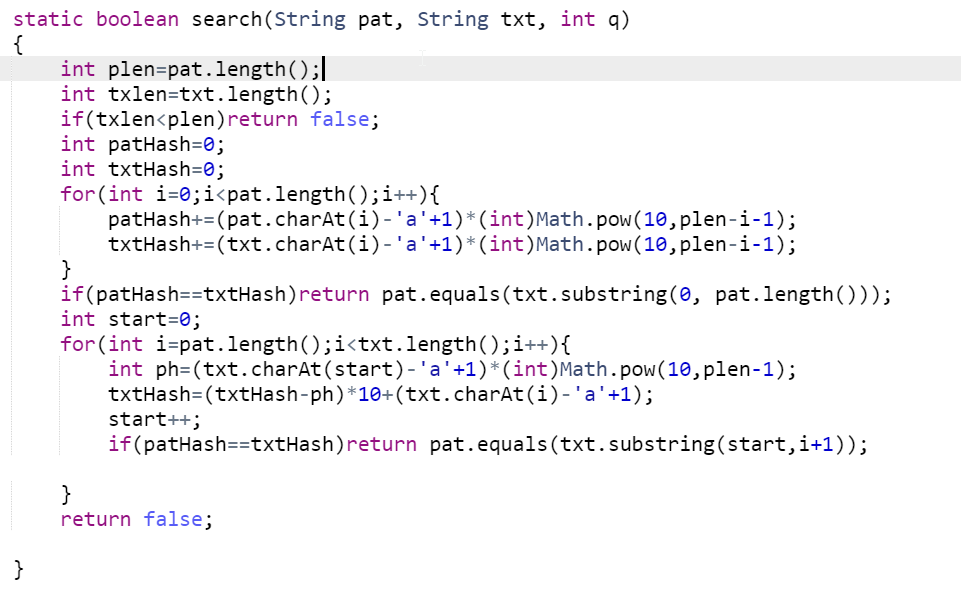 static boolean search(String pat, String txt, int q)
{
    int plen=pat.length();
    int txlen=txt.length();
    if(txlen<plen)return false;
    int patHash=0;
    int txtHash=0;
    for(int i=0;i<pat.length();i++){
        patHash+=(pat.charAt(i)-'a'+1)*(int)Math.pow(10,plen-i-1);
        txtHash+=(txt.charAt(i)-'a'+1)*(int)Math.pow(10,plen-i-1);
    }
    if(patHash==txtHash)return pat.equals(txt.substring(0, pat.length()));
    int start=0;
    for(int i=pat.length();i<txt.length();i++){
        int ph=(txt.charAt(start)-'a'+1)*(int)Math.pow(10,plen-1);
        txtHash=(txtHash-ph)*10+(txt.charAt(i)-'a'+1);
        start++;
        if(patHash==txtHash)return pat.equals(txt.substring(start,i+1));
    }
    return false;
}